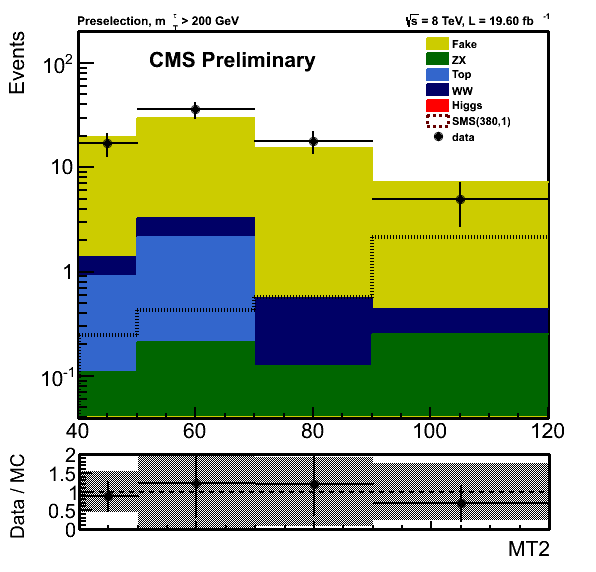 Preselection, m τ T > 200 GeV
√s = 8 TeV, L = 19.60 fb -1
Events
CMS Preliminary
Fake
ZX
Top
WW
Higgs
SMS(380,1)
data
10²
10
1
10⁻¹
40 60 80 100 120
Data / MC
2
1.5
1
0.5
0
MT2